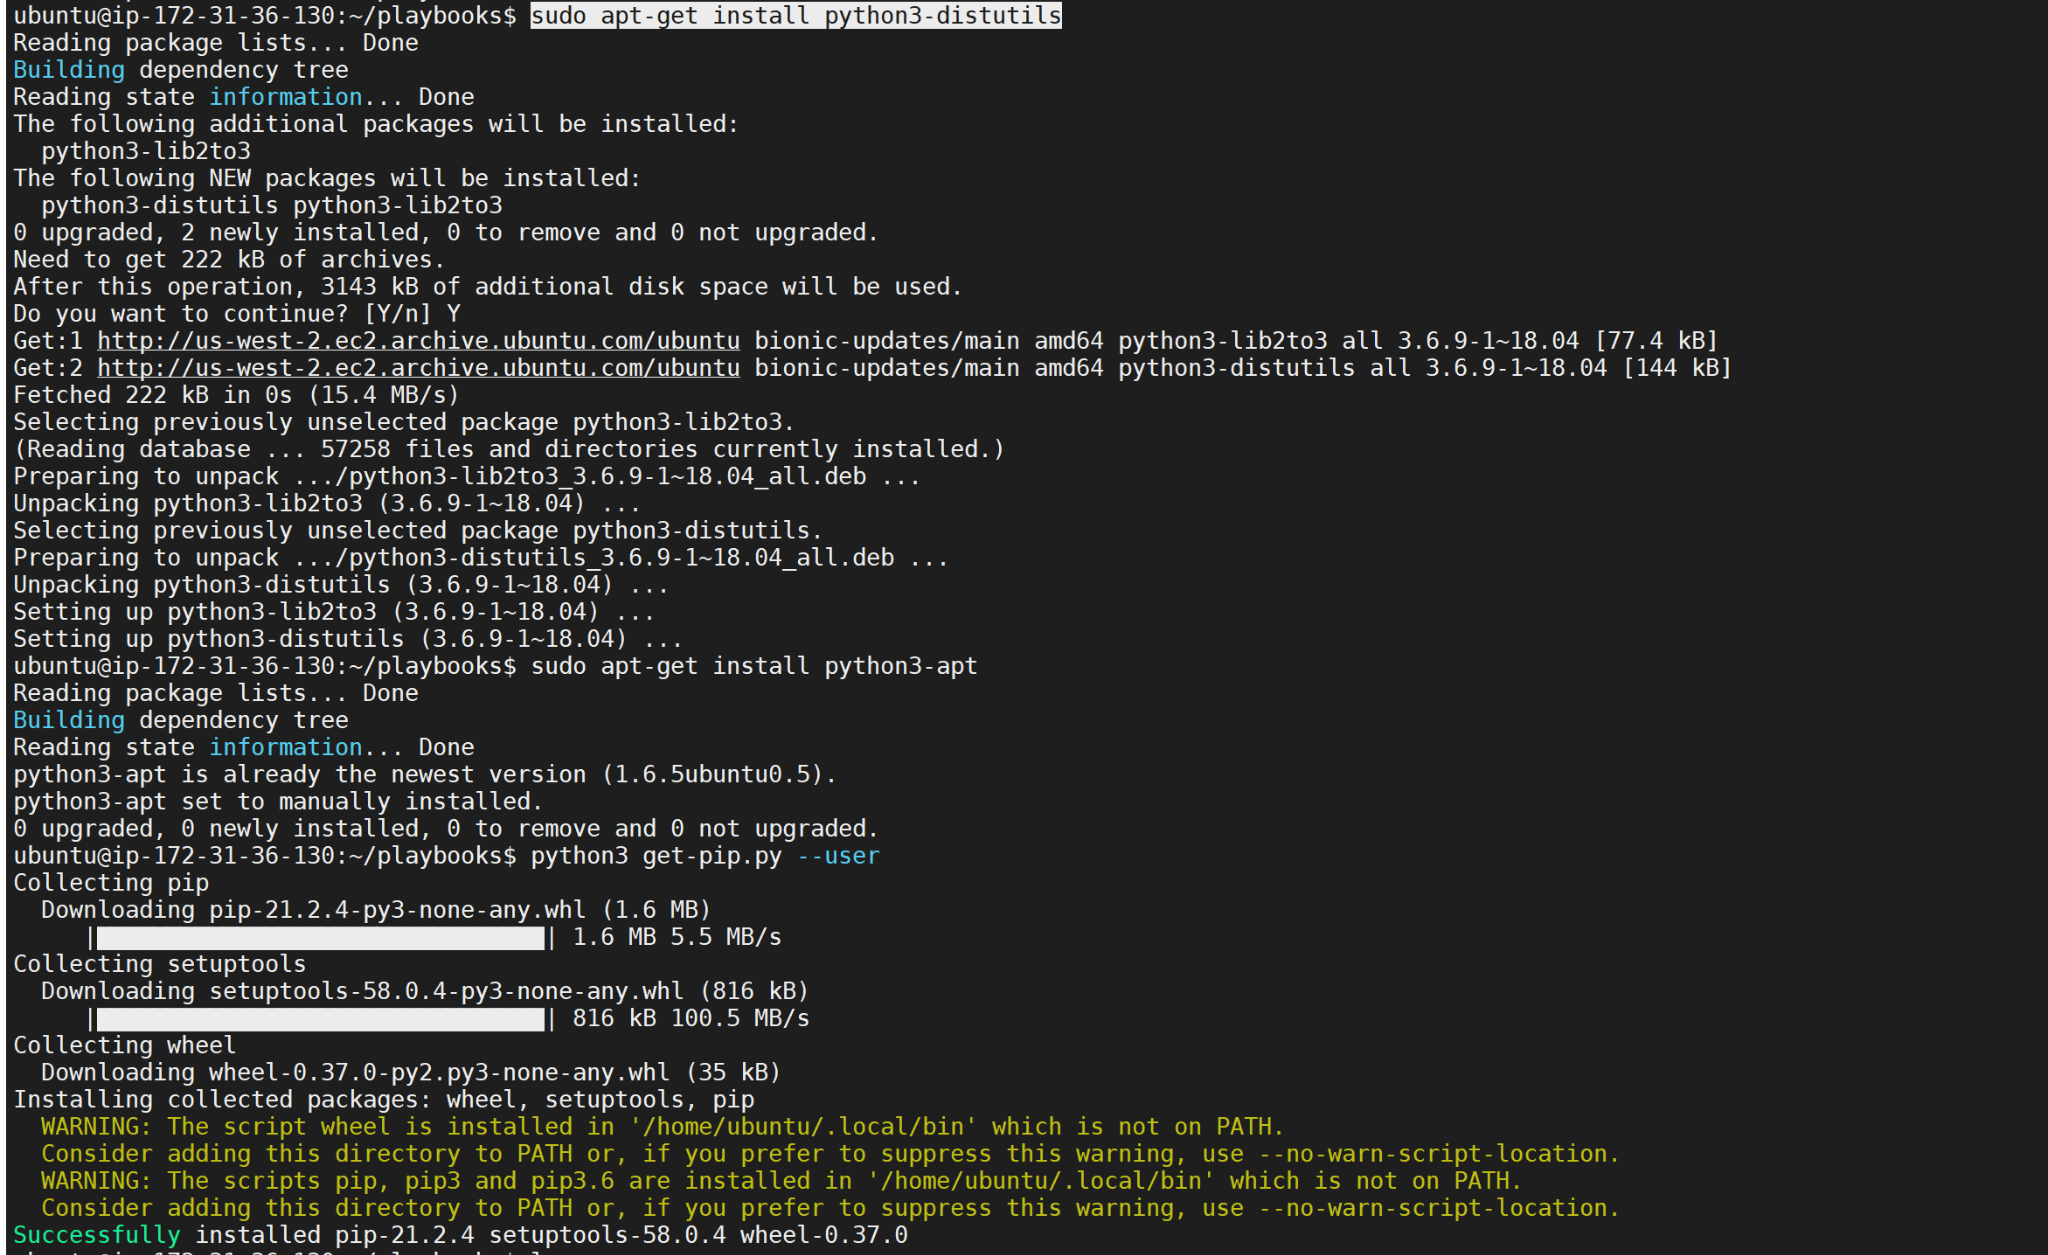 ubuntu@ip-172-31-36-130:~/playbooks$ sudo apt-get install python3-distutils
Reading package lists... Done
Building dependency tree
Reading state information... Done
The following additional packages will be installed:
  python3-lib2to3
The following NEW packages will be installed:
  python3-distutils python3-lib2to3
0 upgraded, 2 newly installed, 0 to remove and 0 not upgraded.
Need to get 222 kB of archives.
After this operation, 3143 kB of additional disk space will be used.
Do you want to continue? [Y/n] Y
Get:1 http://us-west-2.ec2.archive.ubuntu.com/ubuntu bionic-updates/main amd64 python3-lib2to3 all 3.6.9-1~18.04 [77.4 kB]
Get:2 http://us-west-2.ec2.archive.ubuntu.com/ubuntu bionic-updates/main amd64 python3-distutils all 3.6.9-1~18.04 [144 kB]
Fetched 222 kB in 0s (15.4 MB/s)
Selecting previously unselected package python3-lib2to3.
(Reading database ... 57258 files and directories currently installed.)
Preparing to unpack .../python3-lib2to3_3.6.9-1~18.04_all.deb ...
Unpacking python3-lib2to3 (3.6.9-1~18.04) ...
Selecting previously unselected package python3-distutils.
Preparing to unpack .../python3-distutils_3.6.9-1~18.04_all.deb ...
Unpacking python3-distutils (3.6.9-1~18.04) ...
Setting up python3-lib2to3 (3.6.9-1~18.04) ...
Setting up python3-distutils (3.6.9-1~18.04) ...
ubuntu@ip-172-31-36-130:~/playbooks$ sudo apt-get install python3-apt
Reading package lists... Done
Building dependency tree
Reading state information... Done
python3-apt is already the newest version (1.6.5ubuntu0.5).
python3-apt set to manually installed.
0 upgraded, 0 newly installed, 0 to remove and 0 not upgraded.
ubuntu@ip-172-31-36-130:~/playbooks$ python3 get-pip.py --user
Collecting pip
  Downloading pip-21.2.4-py3-none-any.whl (1.6 MB)
     |████████████████████████████████| 1.6 MB 5.5 MB/s
Collecting setuptools
  Downloading setuptools-58.0.4-py3-none-any.whl (816 kB)
     |████████████████████████████████| 816 kB 100.5 MB/s
Collecting wheel
  Downloading wheel-0.37.0-py2.py3-none-any.whl (35 kB)
Installing collected packages: wheel, setuptools, pip
  WARNING: The script wheel is installed in '/home/ubuntu/.local/bin' which is not on PATH.
  Consider adding this directory to PATH or, if you prefer to suppress this warning, use --no-warn-script-location.
  WARNING: The scripts pip, pip3 and pip3.6 are installed in '/home/ubuntu/.local/bin' which is not on PATH.
  Consider adding this directory to PATH or, if you prefer to suppress this warning, use --no-warn-script-location.
Successfully installed pip-21.2.4 setuptools-58.0.4 wheel-0.37.0